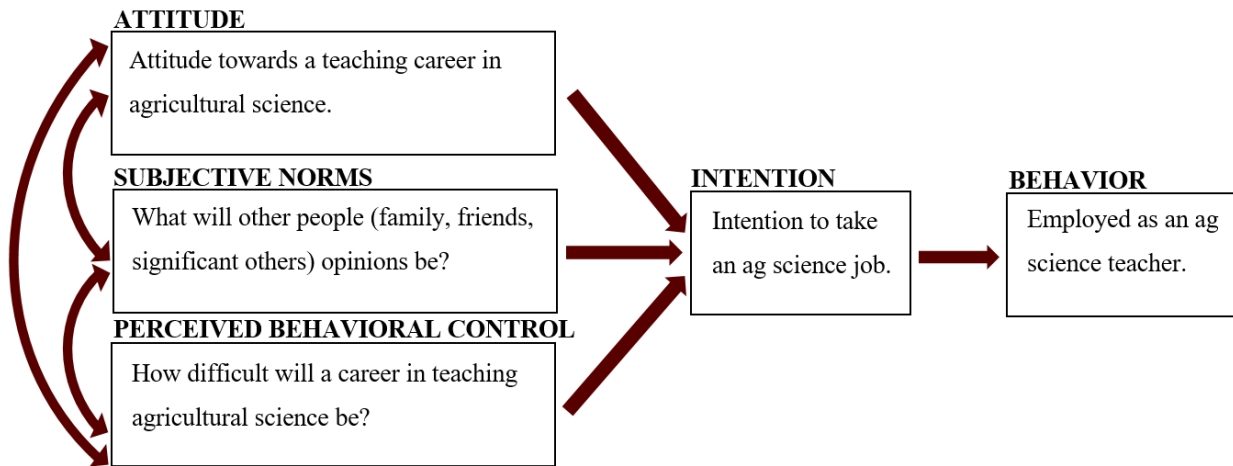 ATTITUDE
Attitude towards a teaching career in
agricultural science.
SUBJECTIVE NORMS
What will other people (family, friends,
significant others) opinions be?
PERCEIVED BEHAVIORAL CONTROL
How difficult will a career in teaching
agricultural science be?
INTENTION
Intention to take
an ag science job.
BEHAVIOR
Employed as an ag
science teacher.